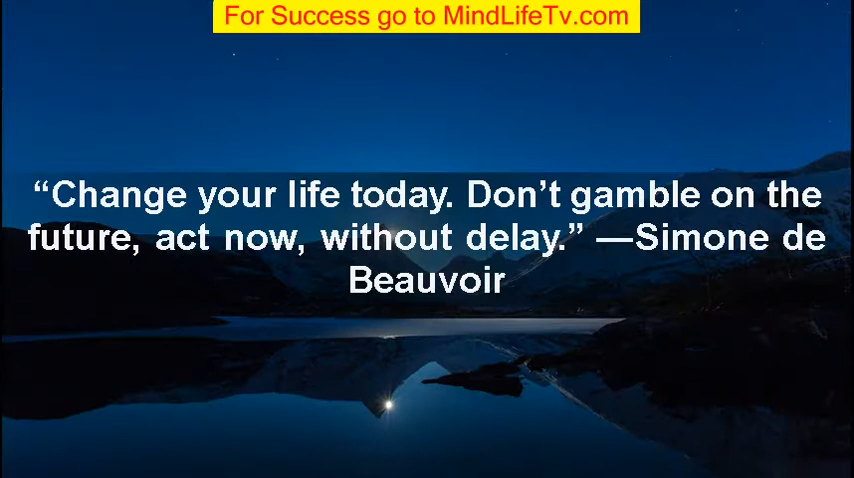 For Success go to MindLifeTv.com
“Change your life today. Don’t gamble on the
future, act now, without delay.” —Simone de
Beauvoir